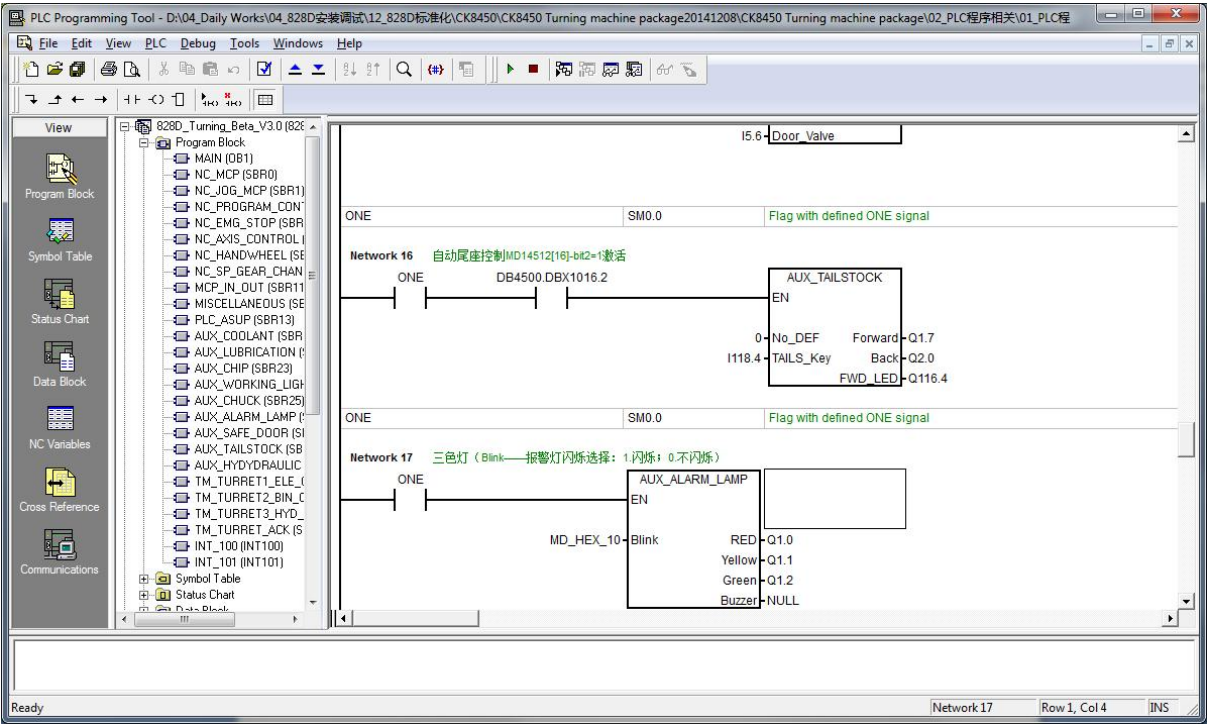 PLC Programming Tool - D:\04_Daily Works\04_828D安装调试\12_828D标准化\CK8450\CK8450 Turning machine package20141208\CK8450 Turning machine package\02_PLC程序相关\01_PLC程
File Edit View PLC Debug Tools Windows Help
View
Program Block
Symbol Table
Status Chart
Data Block
NC Variables
Cross Reference
Communications
828D_Turning_Beta_V3.0 (828
Program Block
MAIN (OB1)
NC_MCP (SBR0)
NC_JOG_MCP (SBR1)
NC_PROGRAM_CON
NC_EMG_STOP (SBR
NC_AXIS_CONTROL (
NC_HANDWHEEL (SE
NC_SP_GEAR_CHAN
MCP_IN_OUT (SBR11
MISCELLANEOUS (SE
PLC_ASUP (SBR13)
AUX_COOLANT (SBR
AUX_LUBRICATION (
AUX_CHIP (SBR23)
AUX_WORKING_LIGH
AUX_CHUCK (SBR25)
AUX_ALARM_LAMP (
AUX_SAFE_DOOR (S
AUX_TAILSTOCK (SB
AUX_HYDYDRAULIC
TM_TURRET1_ELE_(
TM_TURRET2_BIN_C
TM_TURRET3_HYD_
TM_TURRET_ACK (S
INT_100 (INT100)
INT_101 (INT101)
Symbol Table
Status Chart
Data Block
I5.6 Door_Valve
ONE SM0.0 Flag with defined ONE signal
Network 16 自动尾座控制MD14512[16]-bit2=1激活
ONE DB4500.DBX1016.2 AUX_TAILSTOCK
EN
0 No_DEF Forward Q1.7
I118.4 TAILS_Key Back Q2.0
FWD_LED Q116.4
ONE SM0.0 Flag with defined ONE signal
Network 17 三色灯（Blink——报警灯闪烁选择：1.闪烁；0.不闪烁）
ONE AUX_ALARM_LAMP
EN
MD_HEX_10 Blink RED Q1.0
Yellow Q1.1
Green Q1.2
Buzzer NULL
Ready Network 17 Row 1, Col 4 INS